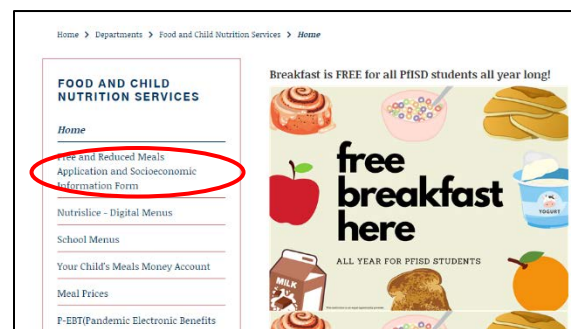 Home > Departments > Food and Child Nutrition Services > Home
FOOD AND CHILD
NUTRITION SERVICES
Home
Free and Reduced Meals
Application and Socioeconomic
Information Form
Nutrislice - Digital Menus
School Menus
Your Child's Meals Money Account
Meal Prices
P-EBT(Pandemic Electronic Benefits
Breakfast is FREE for all PfISD students all year long!
free
breakfast
here
ALL YEAR FOR PFISD STUDENTS
YOGURT
MILK